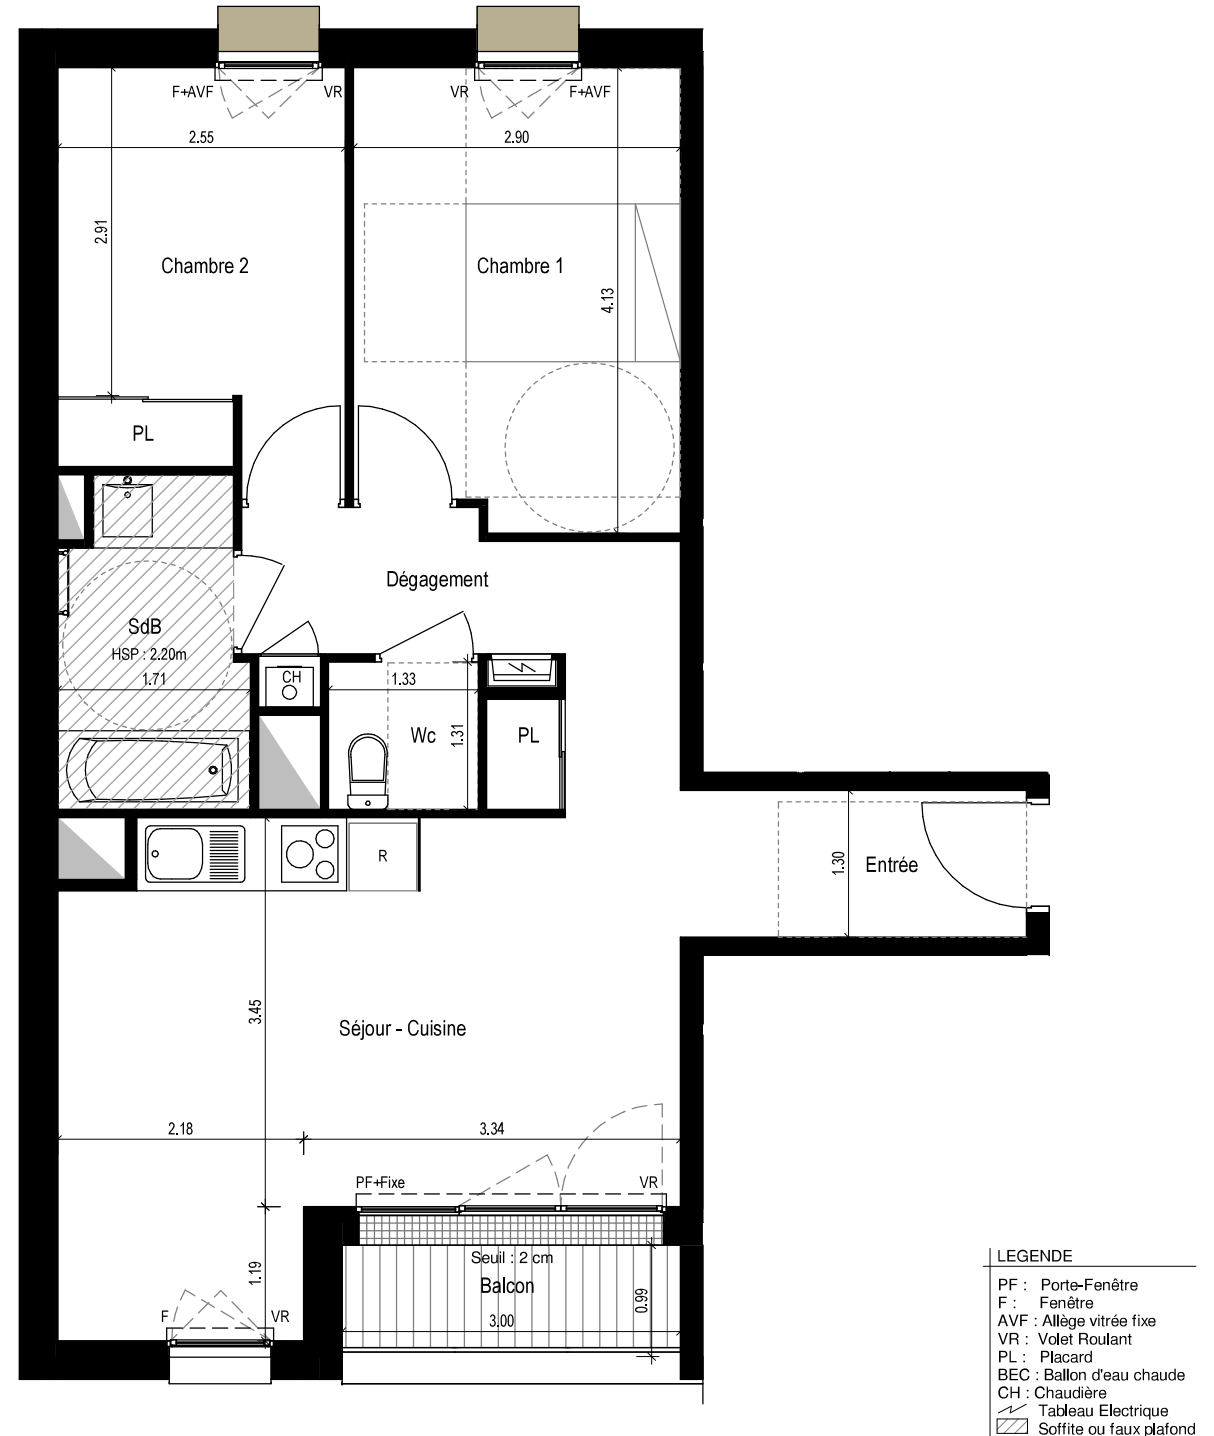 F+AVF
VR
VR
F+AVF
2.55
2.90
2.91
Chambre 2
Chambre 1
4.13
PL
Dégagement
SdB
HSP : 2.20m
1.71
CH
1.33
Wc
1.31
PL
R
1.30
Entrée
3.45
Séjour - Cuisine
2.18
3.34
PF+Fixe
VR
Seuil : 2 cm
Balcon
0.99
3.00
1.19
F
VR
LEGENDE
PF : Porte-Fenêtre
F : Fenêtre
AVF : Allège vitrée fixe
VR : Volet Roulant
PL : Placard
BEC : Ballon d'eau chaude
CH : Chaudière
Tableau Electrique
Soffite ou faux plafond